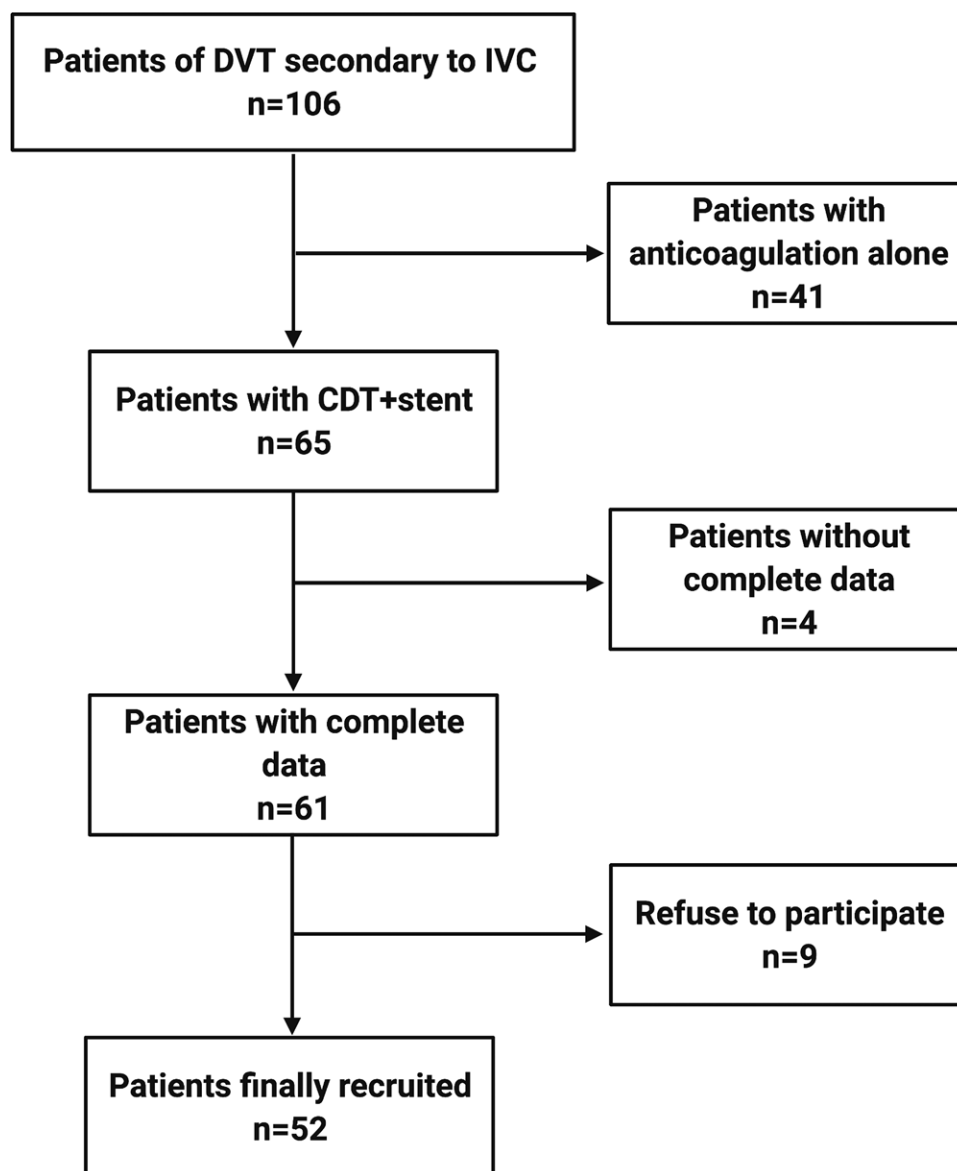 Patients of DVT secondary to IVC
n=106
Patients with
anticoagulation alone
n=41
Patients with CDT+stent
n=65
Patients without
complete data
n=4
Patients with complete
data
n=61
Refuse to participate
n=9
Patients finally recruited
n=52